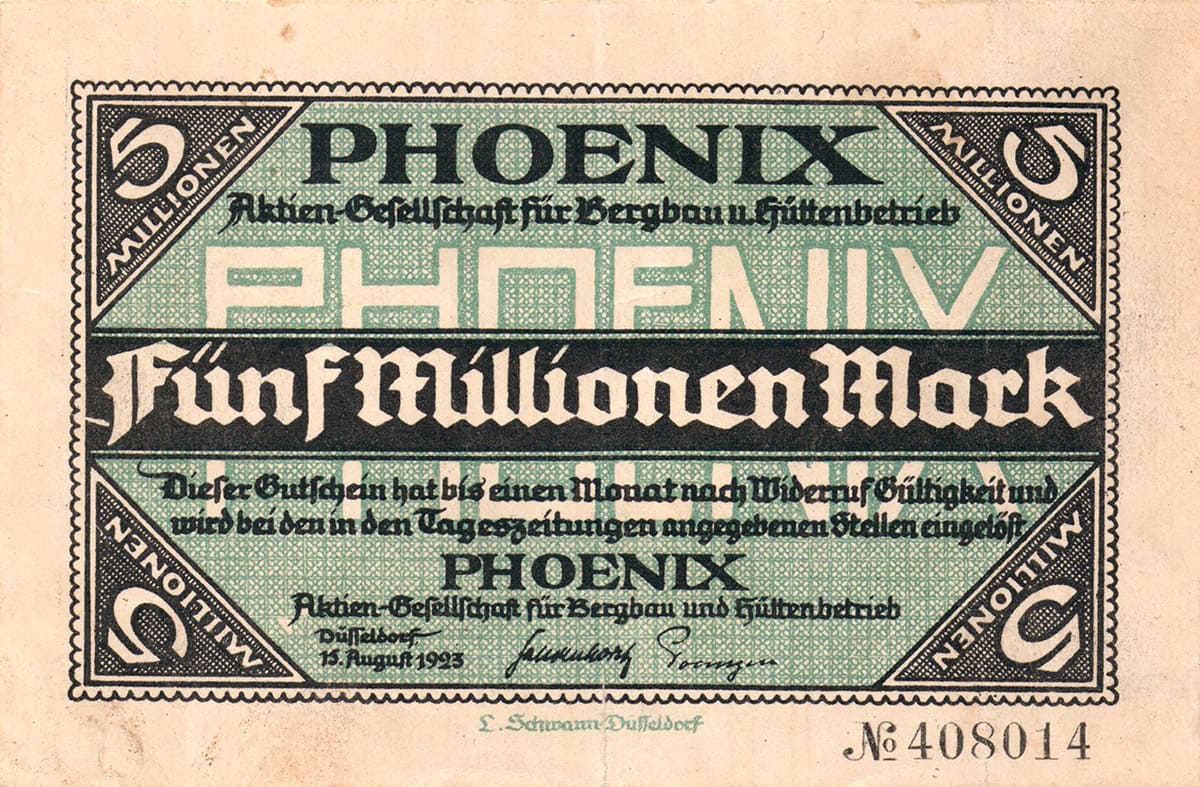 5
MILLIONEN
5
MILLIONEN
PHOENIX
Aktien-Gesellschaft für Bergbau u. Hüttenbetrieb
PHOENIX
Fünf Millionen Mark
Dieser Gutschein hat bis einen Monat nach Widerruf Gültigkeit und
wird bei den in den Tageszeitungen angegebenen Stellen eingelöst
PHOENIX
Aktien-Gesellschaft für Bergbau und Hüttenbetrieb
Düsseldorf
15. August 1923
5
MILLIONEN
5
MILLIONEN
L. Schwann Düsseldorf
№ 408014